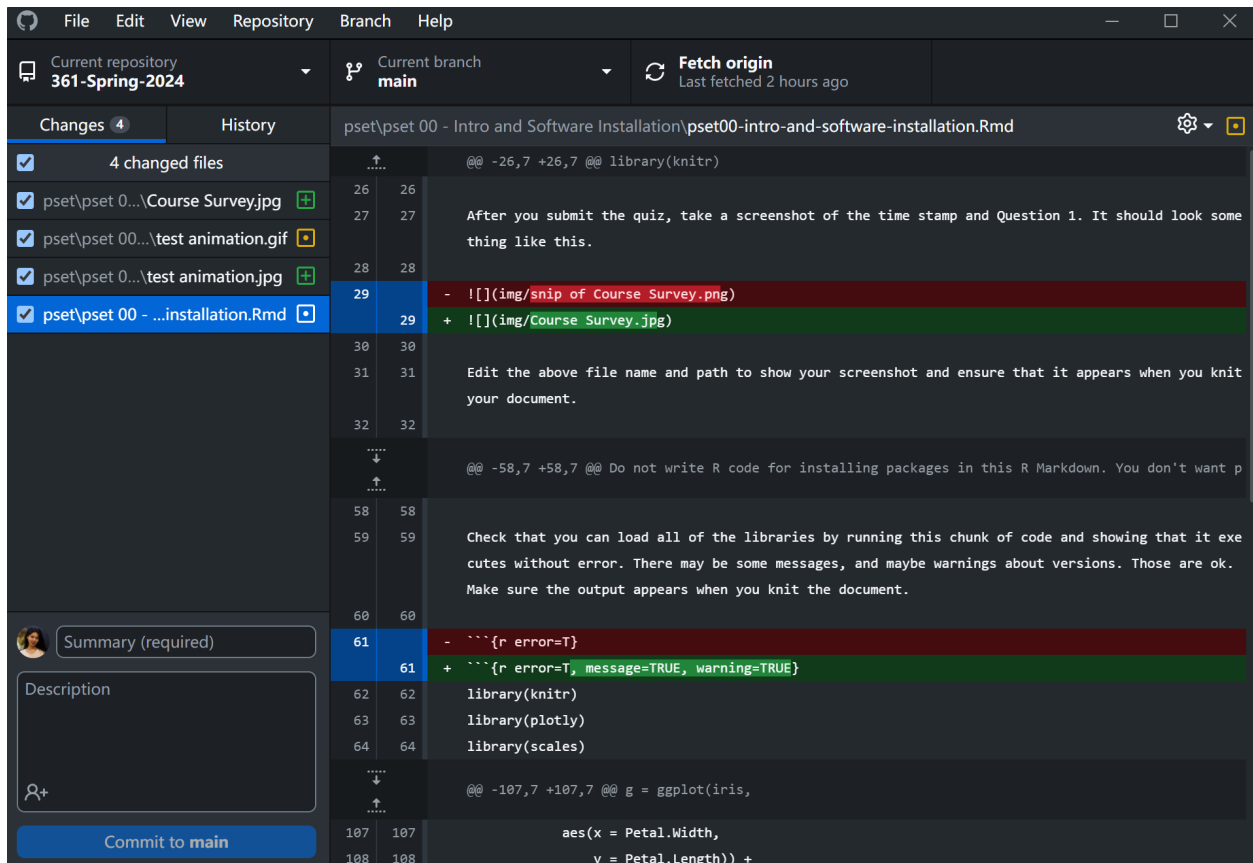 File Edit View Repository Branch Help
Current repository
361-Spring-2024
Current branch
main
Fetch origin
Last fetched 2 hours ago
Changes 4 History
4 changed files
pset\pset 0...\Course Survey.jpg
pset\pset 00...\test animation.gif
pset\pset 0...\test animation.jpg
pset\pset 00 - ...installation.Rmd
Summary (required)
Description
Commit to main
pset\pset 00 - Intro and Software Installation\pset00-intro-and-software-installation.Rmd
@@ -26,7 +26,7 @@ library(knitr)
26 26
27 27 After you submit the quiz, take a screenshot of the time stamp and Question 1. It should look some
thing like this.
28 28
29 - ![](img/snip of Course Survey.png)
29 + ![](img/Course Survey.jpg)
30 30
31 31 Edit the above file name and path to show your screenshot and ensure that it appears when you knit
your document.
32 32
@@ -58,7 +58,7 @@ Do not write R code for installing packages in this R Markdown. You don't want p
58 58
59 59 Check that you can load all of the libraries by running this chunk of code and showing that it exe
cutes without error. There may be some messages, and maybe warnings about versions. Those are ok.
Make sure the output appears when you knit the document.
60 60
61 - ```{r error=T}
61 + ```{r error=T, message=TRUE, warning=TRUE}
62 62 library(knitr)
63 63 library(plotly)
64 64 library(scales)
@@ -107,7 +107,7 @@ g = ggplot(iris,
107 107 aes(x = Petal.Width,
108 108 y = Petal.Length)) +